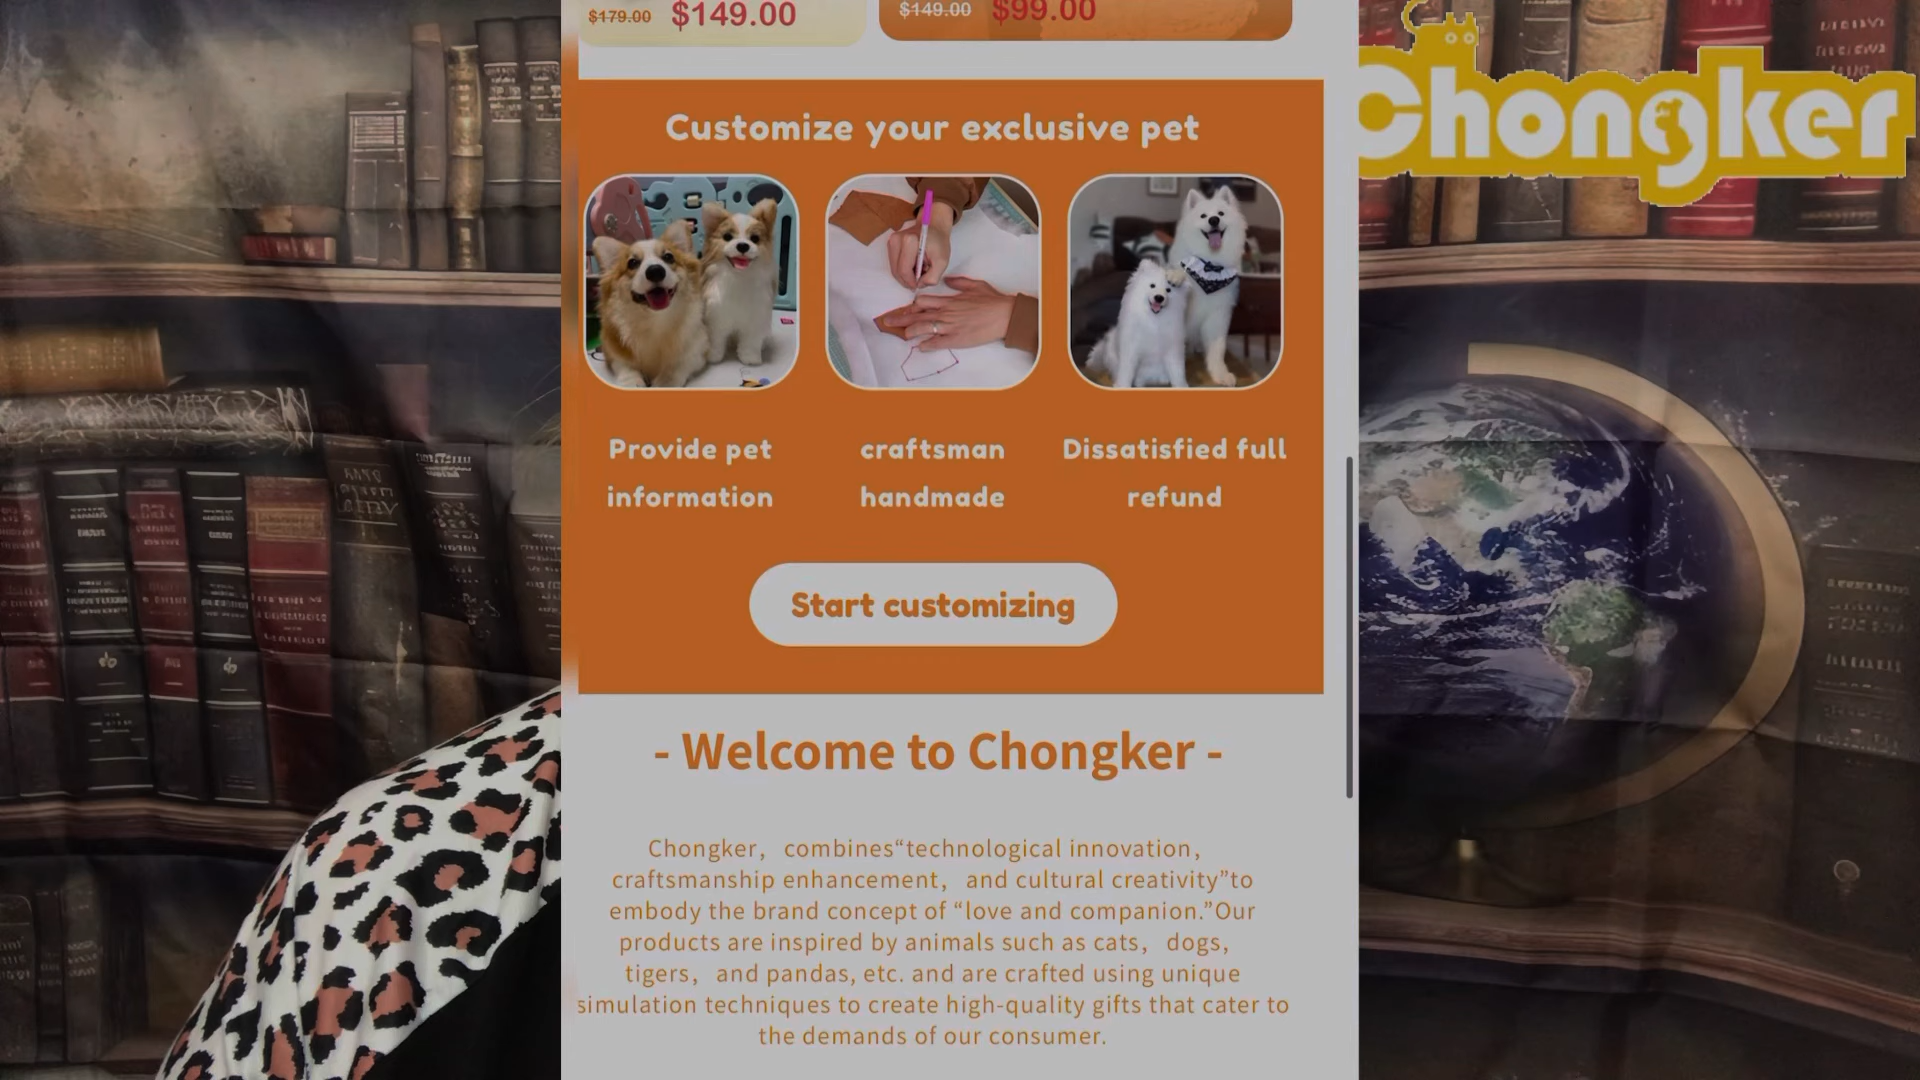 $179.00 $149.00
$149.00 $99.00
Chongker
Customize your exclusive pet
Provide pet
information
craftsman
handmade
Dissatisfied full
refund
Start customizing
- Welcome to Chongker -
Chongker, combines“technological innovation,
craftsmanship enhancement, and cultural creativity”to
embody the brand concept of “love and companion.”Our
products are inspired by animals such as cats, dogs,
tigers, and pandas, etc. and are crafted using unique
simulation techniques to create high-quality gifts that cater to
the demands of our consumer.